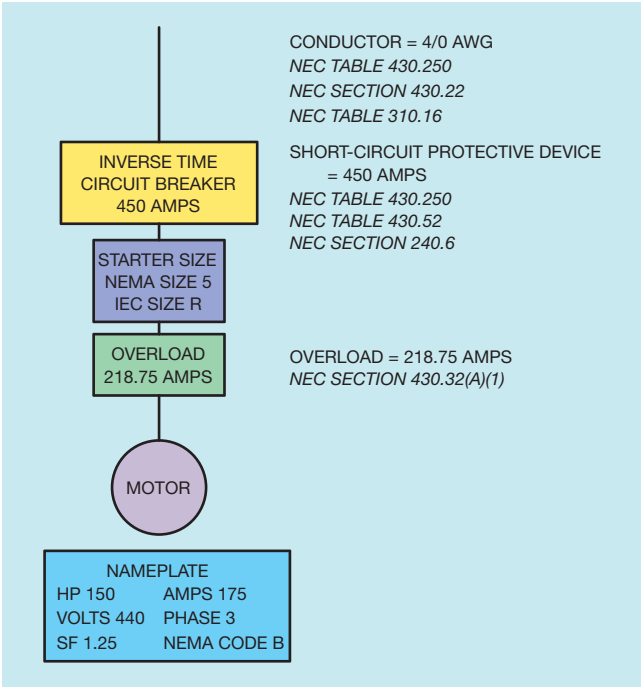 CONDUCTOR = 4/0 AWG
NEC TABLE 430.250
NEC SECTION 430.22
NEC TABLE 310.16
INVERSE TIME
CIRCUIT BREAKER
450 AMPS
SHORT-CIRCUIT PROTECTIVE DEVICE
= 450 AMPS
NEC TABLE 430.250
NEC TABLE 430.52
NEC SECTION 240.6
STARTER SIZE
NEMA SIZE 5
IEC SIZE R
OVERLOAD
218.75 AMPS
OVERLOAD = 218.75 AMPS
NEC SECTION 430.32(A)(1)
MOTOR
NAMEPLATE
HP 150 AMPS 175
VOLTS 440 PHASE 3
SF 1.25 NEMA CODE B